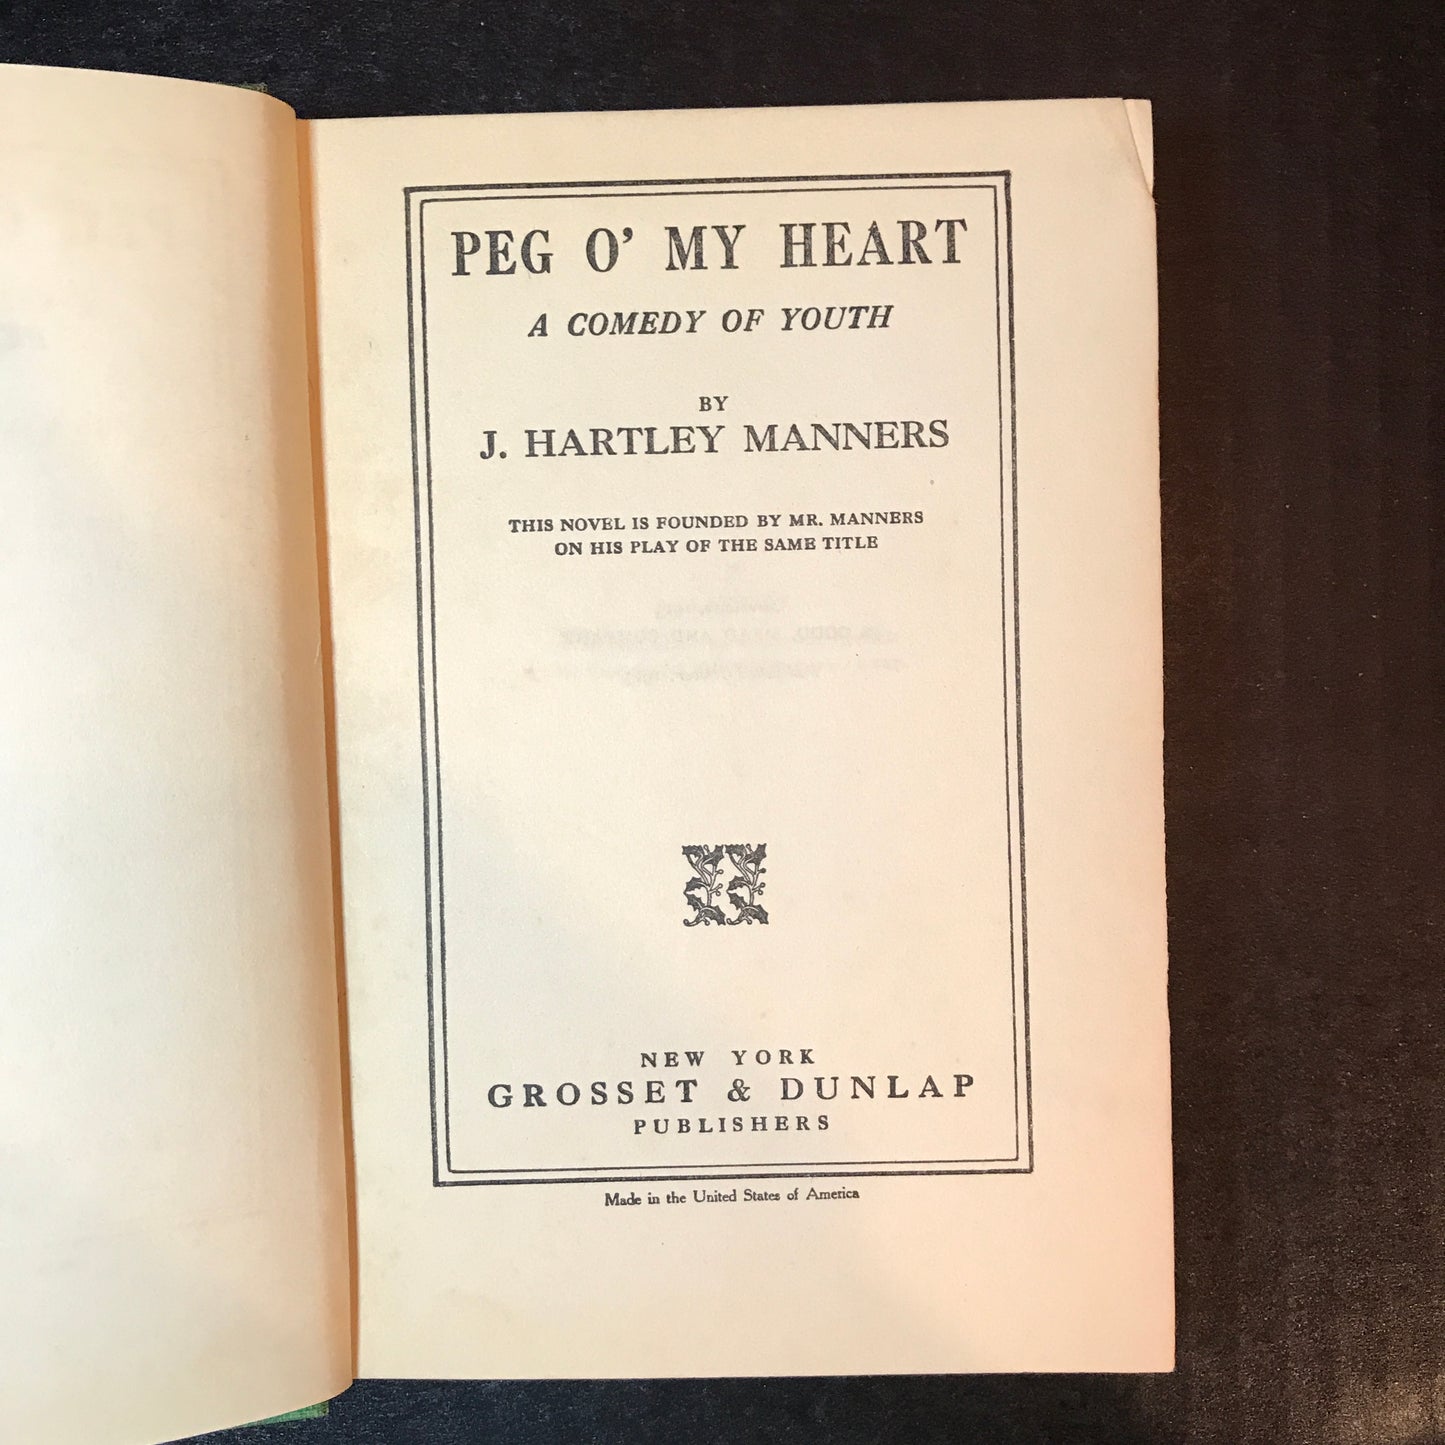 PEG O' MY HEART
A COMEDY OF YOUTH
BY
J. HARTLEY MANNERS
THIS NOVEL IS FOUNDED BY MR. MANNERS
ON HIS PLAY OF THE SAME TITLE
NEW YORK
GROSSET & DUNLAP
PUBLISHERS
Made in the United States of America